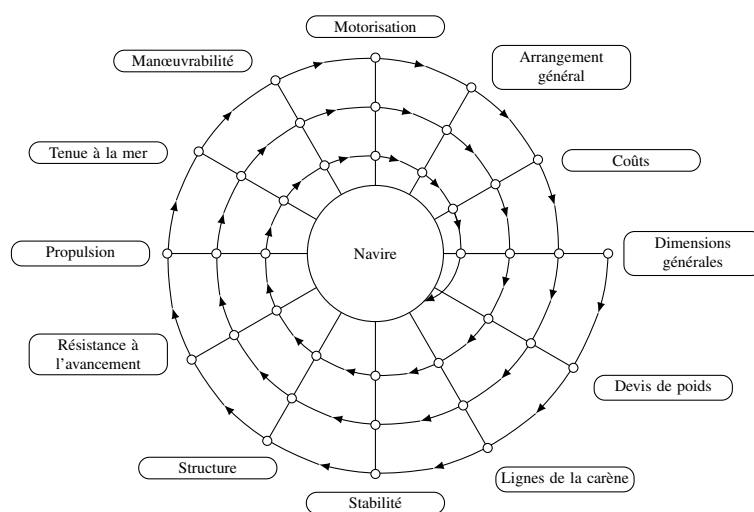 Motorisation
Arrangement
général
Manœuvrabilité
Tenue à la mer
Coûts
Propulsion
Navire
Dimensions
générales
Résistance à
l'avancement
Devis de poids
Structure
Lignes de la carène
Stabilité